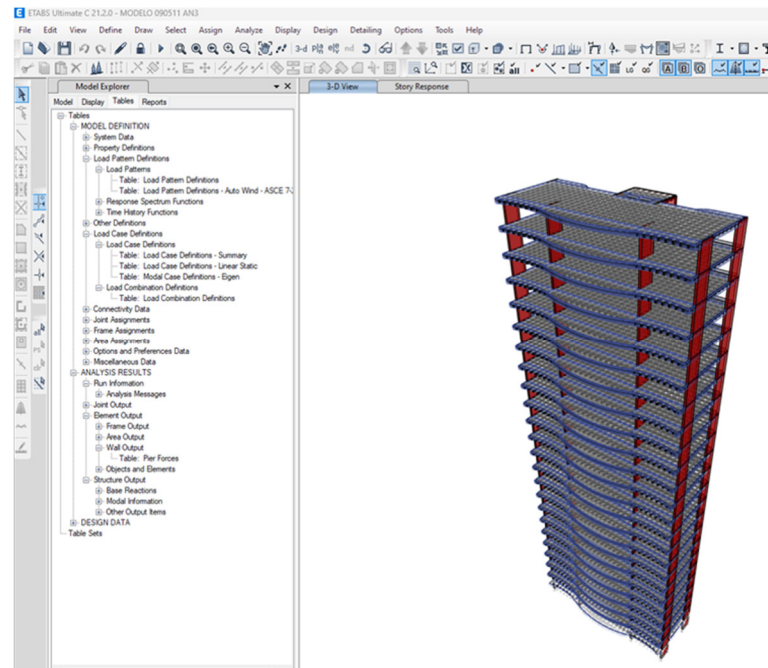 ETABS Ultimate C 21.2.0 - MODELO 090511 AN3
File Edit View Define Draw Select Assign Analyze Display Design Detailing Options Tools Help
3-d
Model Explorer
Model Display Tables Reports
3-D View Story Response
Tables
MODEL DEFINITION
System Data
Property Definitions
Load Pattern Definitions
Load Patterns
Table: Load Pattern Definitions
Table: Load Pattern Definitions - Auto Wind - ASCE 7-
Response Spectrum Functions
Time History Functions
Other Definitions
Load Case Definitions
Load Case Definitions
Table: Load Case Definitions - Summary
Table: Load Case Definitions - Linear Static
Table: Modal Case Definitions - Eigen
Load Combination Definitions
Table: Load Combination Definitions
Connectivity Data
Joint Assignments
Frame Assignments
Area Assignments
Options and Preferences Data
Miscellaneous Data
ANALYSIS RESULTS
Run Information
Analysis Messages
Joint Output
Element Output
Frame Output
Area Output
Wall Output
Table: Pier Forces
Objects and Elements
Structure Output
Base Reactions
Modal Information
Other Output Items
DESIGN DATA
Table Sets